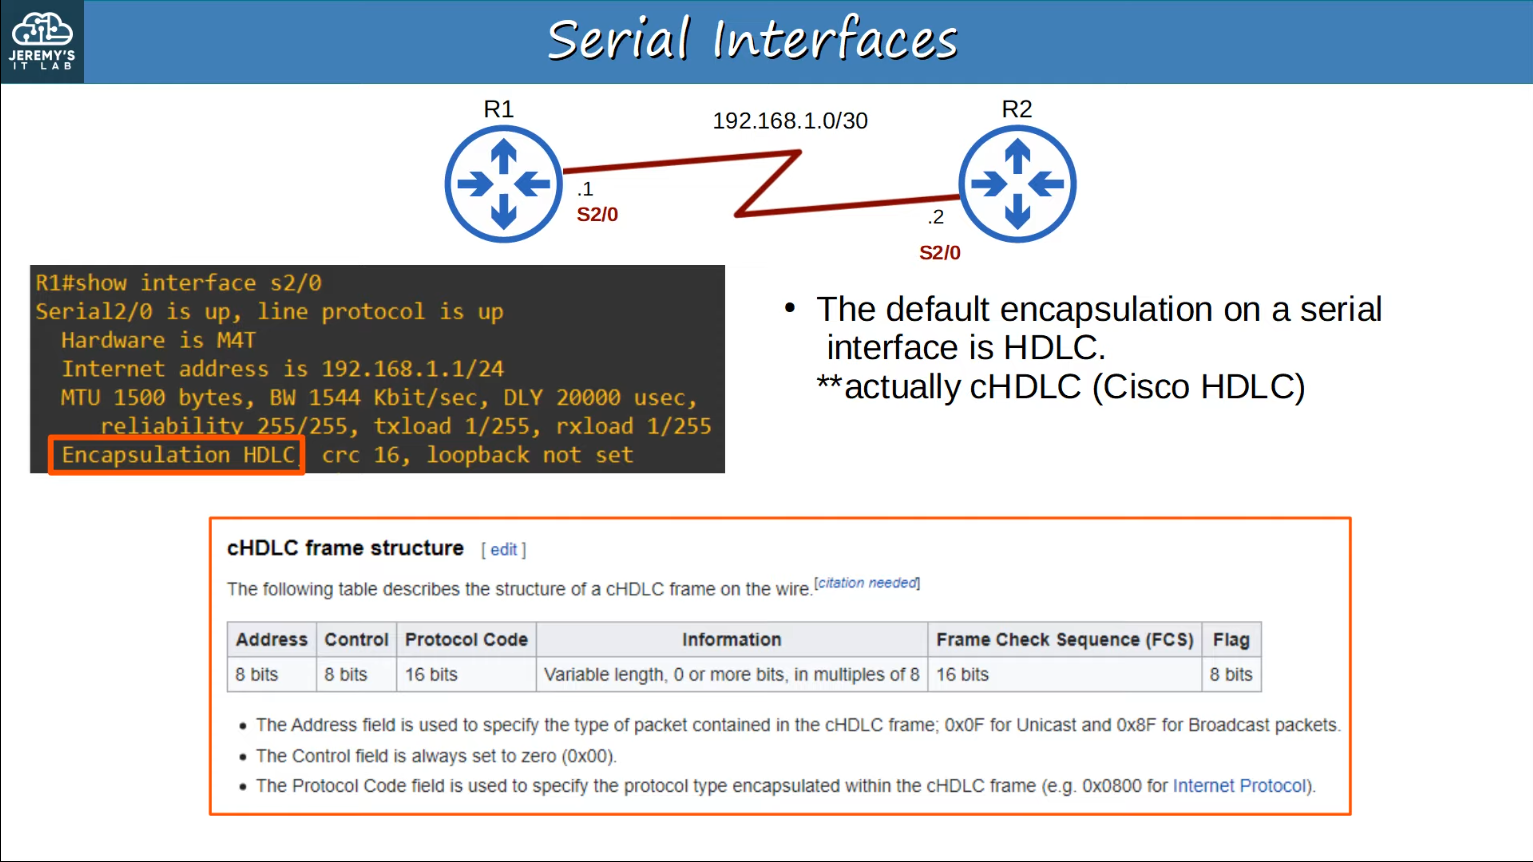 JEREMY'S
IT LAB
Serial Interfaces
R1
R2
192.168.1.0/30
.1
S2/0
.2
S2/0
R1#show interface s2/0
Serial2/0 is up, line protocol is up
Hardware is M4T
Internet address is 192.168.1.1/24
MTU 1500 bytes, BW 1544 Kbit/sec, DLY 20000 usec,
reliability 255/255, txload 1/255, rxload 1/255
Encapsulation HDLC, crc 16, loopback not set
• The default encapsulation on a serial
interface is HDLC.
**actually cHDLC (Cisco HDLC)
cHDLC frame structure [ edit ]
The following table describes the structure of a cHDLC frame on the wire.[citation needed]
Address Control Protocol Code Information Frame Check Sequence (FCS) Flag
8 bits 8 bits 16 bits Variable length, 0 or more bits, in multiples of 8 16 bits 8 bits
• The Address field is used to specify the type of packet contained in the cHDLC frame; 0x0F for Unicast and 0x8F for Broadcast packets.
• The Control field is always set to zero (0x00).
• The Protocol Code field is used to specify the protocol type encapsulated within the cHDLC frame (e.g. 0x0800 for Internet Protocol).